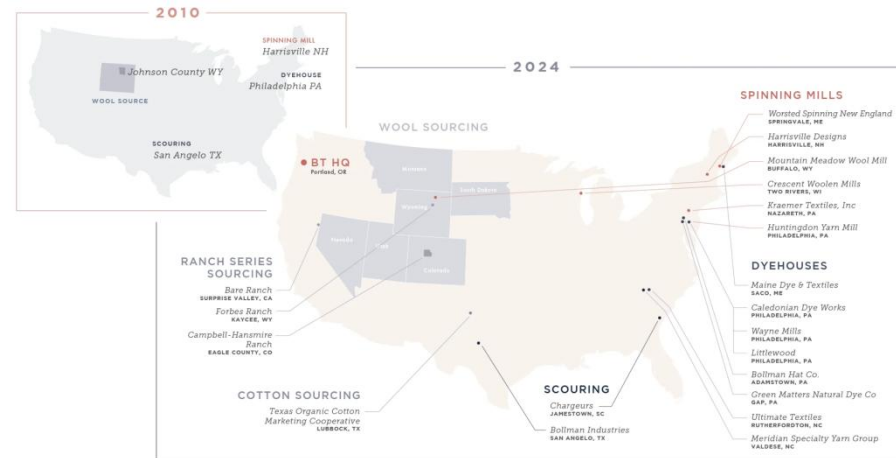 2010
SPINNING MILL
Harrisville NH
Johnson County WY
DYEHOUSE
Philadelphia PA
WOOL SOURCE
SCOURING
San Angelo TX
2024
WOOL SOURCING
BT HQ
Portland, OR
Montana
South Dakota
Wyoming
Nevada
Utah
Colorado
SPINNING MILLS
Worsted Spinning New England
SPRINGVALE, ME
Harrisville Designs
HARRISVILLE, NH
Mountain Meadow Wool Mill
BUFFALO, WY
Crescent Woolen Mills
TWO RIVERS, WI
Kraemer Textiles, Inc
NAZARETH, PA
Huntingdon Yarn Mill
PHILADELPHIA, PA
RANCH SERIES
SOURCING
Bare Ranch
SURPRISE VALLEY, CA
Forbes Ranch
KAYCEE, WY
Campbell-Hansmire
Ranch
EAGLE COUNTY, CO
COTTON SOURCING
Texas Organic Cotton
Marketing Cooperative
LUBBOCK, TX
SCOURING
Chargeurs
JAMESTOWN, SC
Bollman Industries
SAN ANGELO, TX
DYEHOUSES
Maine Dye & Textiles
SACO, ME
Caledonian Dye Works
PHILADELPHIA, PA
Wayne Mills
PHILADELPHIA, PA
Littlewood
PHILADELPHIA, PA
Bollman Hat Co.
ADAMSTOWN, PA
Green Matters Natural Dye Co
GAP, PA
Ultimate Textiles
RUTHERFORDTON, NC
Meridian Specialty Yarn Group
VALDESE, NC